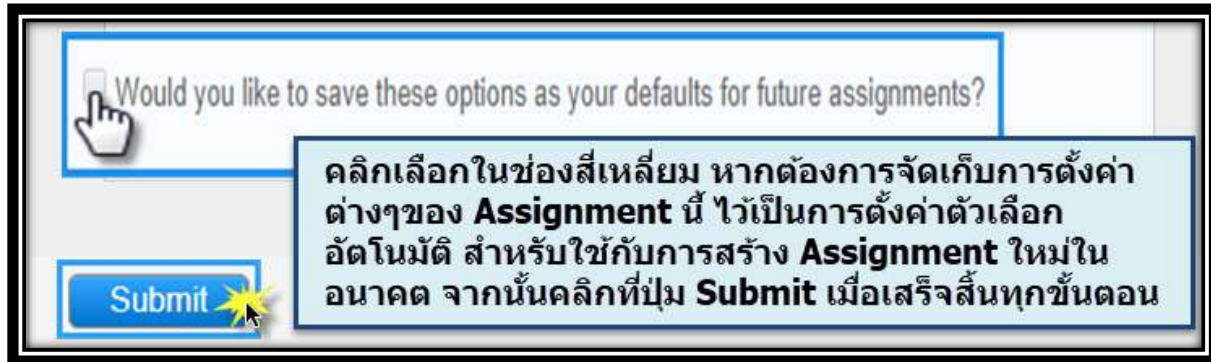 Would you like to save these options as your defaults for future assignments?
คลิกเลือกในช่องสี่เหลี่ยม หากต้องการจัดเก็บการตั้งค่า
ต่างๆของ Assignment นี้ ไว้เป็นการตั้งค่าตัวเลือก
อัตโนมัติ สำหรับใช้กับการสร้าง Assignment ใหม่ใน
อนาคต จากนั้นคลิกที่ปุ่ม Submit เมื่อเสร็จสิ้นทุกขั้นตอน
Submit